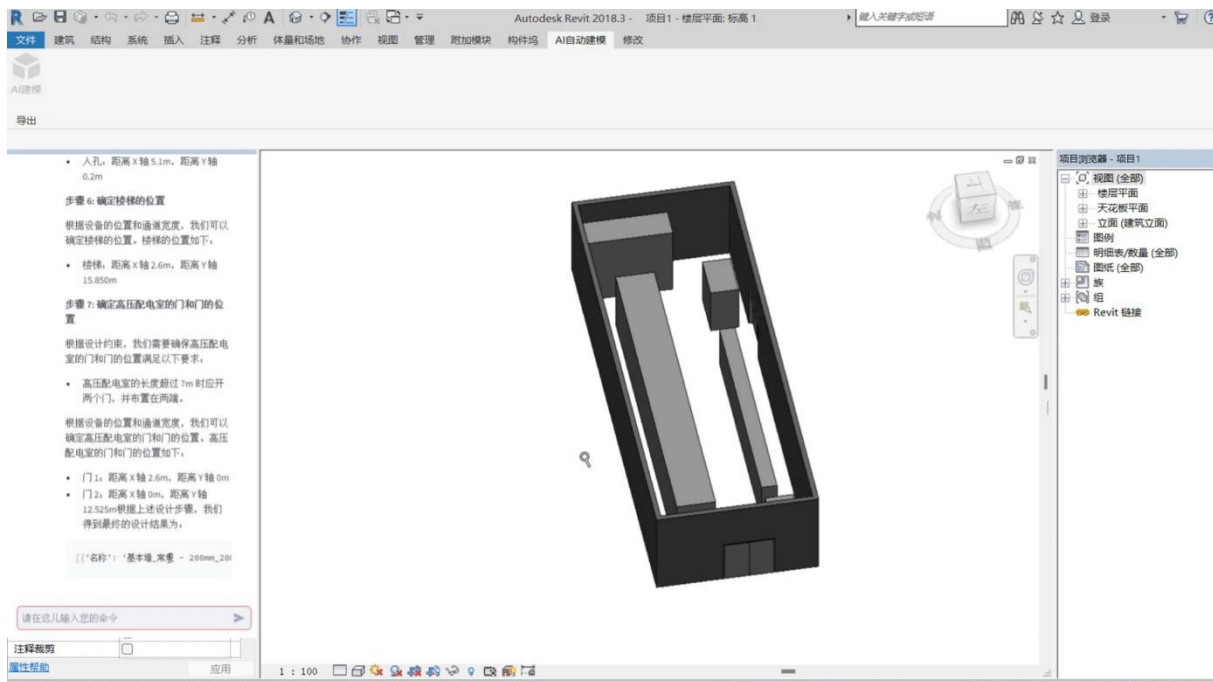 Autodesk Revit 2018.3 - 项目1 - 楼层平面: 标高 1
键入关键字或短语
登录
文件 建筑 结构 系统 插入 注释 分析 体量和场地 协作 视图 管理 附加模块 构件坞 AI自动建模 修改
AI建模
导出
• 人孔，距离X轴5.1m，距离Y轴
0.2m
步骤 6: 确定楼梯的位置
根据设备的位置和通道宽度，我们可以
确定楼梯的位置。楼梯的位置如下，
• 楼梯，距离X轴2.6m，距离Y轴
15.850m
步骤 7: 确定高压配电室的门和门的位
置
根据设计约束，我们需要确保高压配电
室的门和门的位置满足以下要求，
• 高压配电室的长度超过 7m 时应开
两个门，并布置在两端。
根据设备的位置和通道宽度，我们可以
确定高压配电室的门和门的位置。高压
配电室的门和门的位置如下，
• 门1，距离X轴2.6m，距离Y轴0m
• 门2，距离X轴0m，距离Y轴
12.525m根据上述设计步骤，我们
得到最终的设计结果为，
[{'名称': '基本墙_常规 - 200mm_20
请在这儿输入您的命令
注释裁剪
属性帮助
应用
1 : 100
项目浏览器 - 项目1
视图 (全部)
楼层平面
天花板平面
立面 (建筑立面)
图例
明细表/数量 (全部)
图纸 (全部)
族
组
Revit 链接